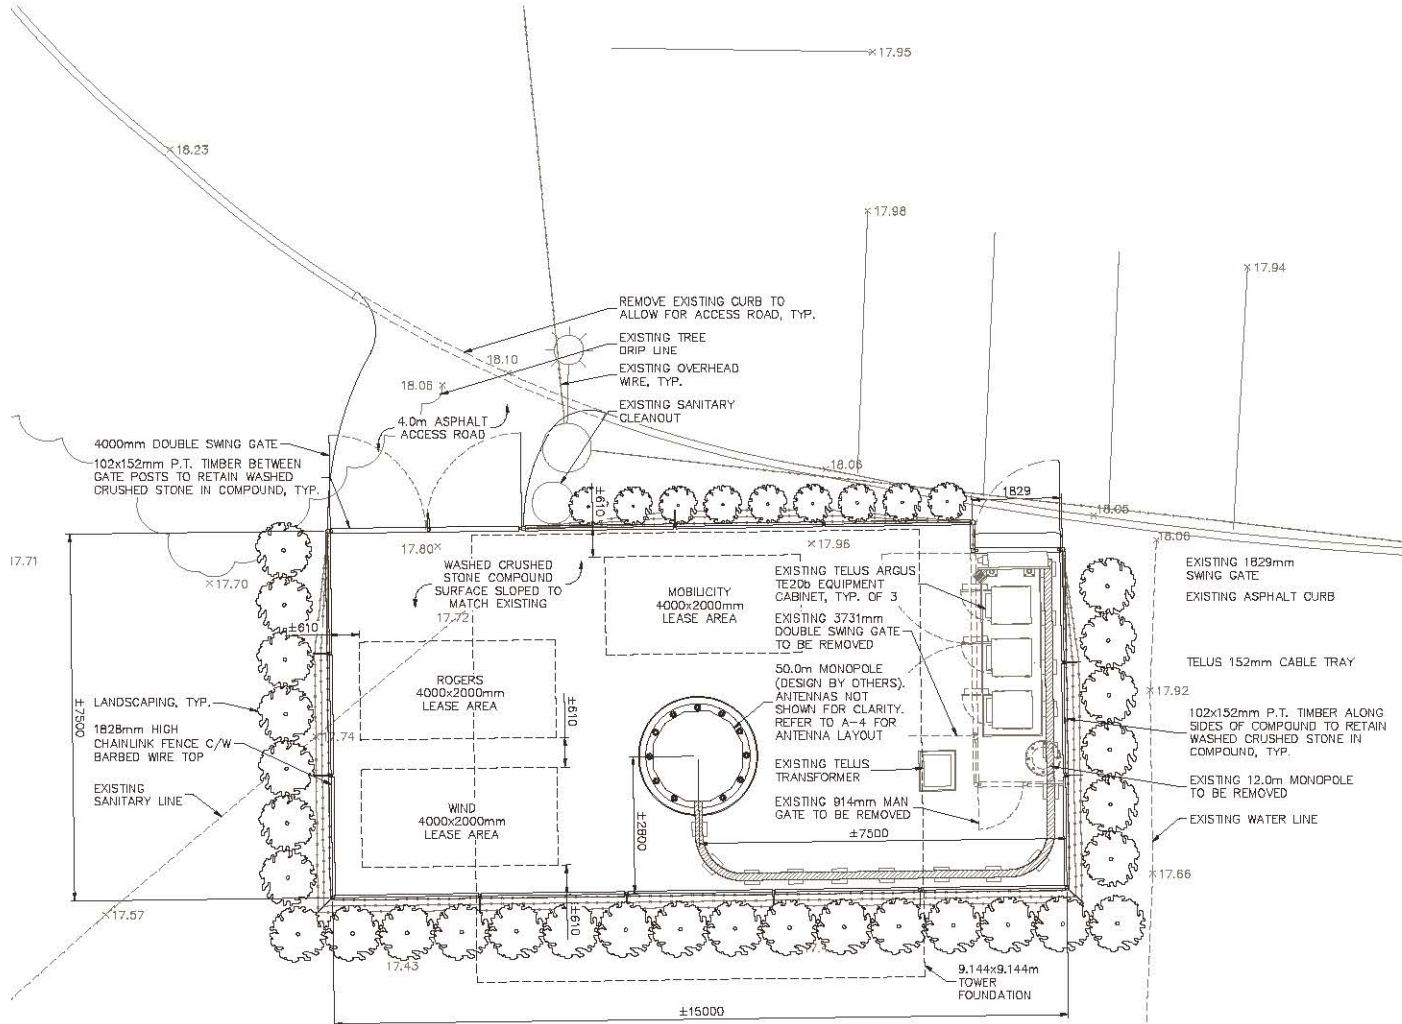 17.95
18.23
17.98
17.94
REMOVE EXISTING CURB TO
ALLOW FOR ACCESS ROAD, TYP.
EXISTING TREE
DRIP LINE
18.10
EXISTING OVERHEAD
WIRE, TYP.
18.06
EXISTING SANITARY
CLEANOUT
4.0m ASPHALT
ACCESS ROAD
4000mm DOUBLE SWING GATE
102x152mm P.T. TIMBER BETWEEN
GATE POSTS TO RETAIN WASHED
CRUSHED STONE IN COMPOUND, TYP.
18.06
1829
±610
18.05
18.06
17.71
17.80
17.96
EXISTING 1829mm
SWING GATE
WASHED CRUSHED
STONE COMPOUND
SURFACE SLOPED TO
MATCH EXISTING
EXISTING TELUS ARGUS
TE20b EQUIPMENT
CABINET, TYP. OF 3
17.70
MOBILICITY
4000x2000mm
LEASE AREA
EXISTING ASPHALT CURB
17.72
EXISTING 3731mm
DOUBLE SWING GATE
TO BE REMOVED
±610
TELUS 152mm CABLE TRAY
ROGERS
4000x2000mm
LEASE AREA
50.0m MONOPOLE
(DESIGN BY OTHERS).
ANTENNAS NOT
SHOWN FOR CLARITY.
REFER TO A-4 FOR
ANTENNA LAYOUT
17.92
LANDSCAPING, TYP.
±7500
±610
102x152mm P.T. TIMBER ALONG
SIDES OF COMPOUND TO RETAIN
WASHED CRUSHED STONE IN
COMPOUND, TYP.
1828mm HIGH
CHAINLINK FENCE C/W
BARBED WIRE TOP
17.74
EXISTING TELUS
TRANSFORMER
EXISTING 12.0m MONOPOLE
TO BE REMOVED
EXISTING
SANITARY LINE
WIND
4000x2000mm
LEASE AREA
EXISTING 914mm MAN
GATE TO BE REMOVED
EXISTING WATER LINE
±2800
±7500
17.66
17.57
±610
17.43
9.144x9.144m
TOWER
FOUNDATION
±15000